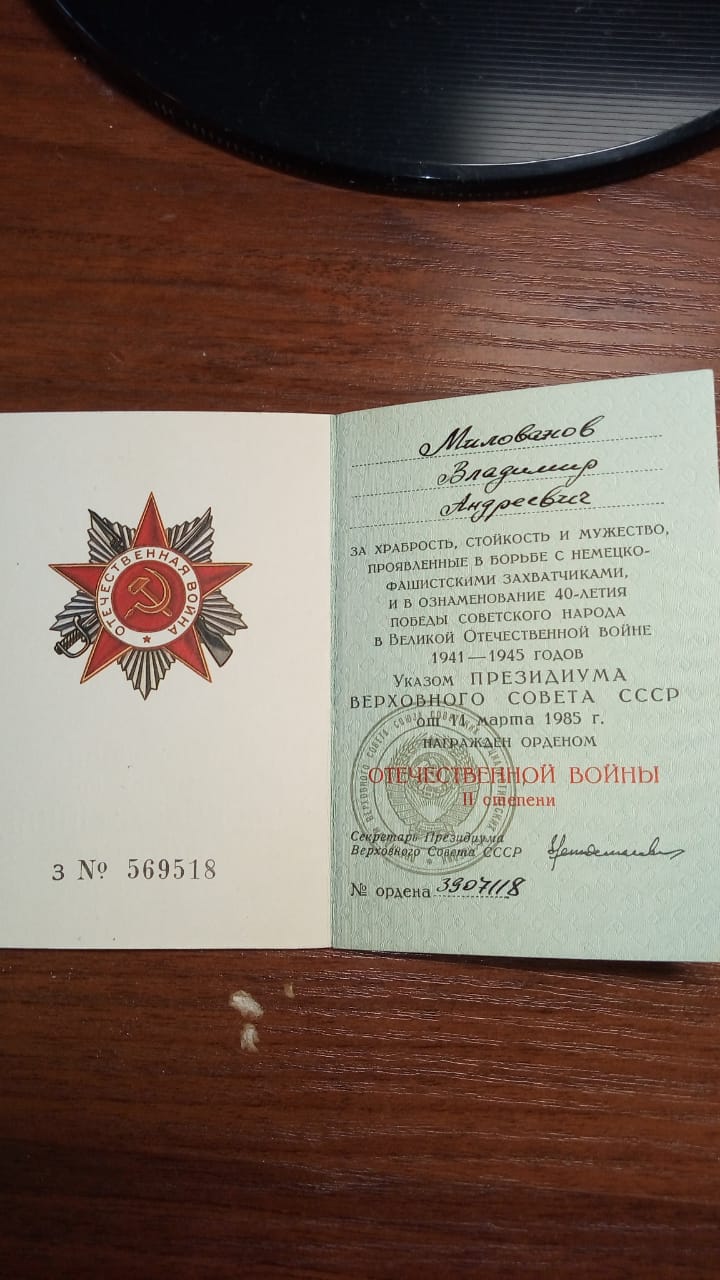 ОТЕЧЕСТВЕННАЯ ВОЙНА
З № 569518
Милованов
Владимир
Андреевич
ЗА ХРАБРОСТЬ, СТОЙКОСТЬ И МУЖЕСТВО,
ПРОЯВЛЕННЫЕ В БОРЬБЕ С НЕМЕЦКО-
ФАШИСТСКИМИ ЗАХВАТЧИКАМИ,
И В ОЗНАМЕНОВАНИЕ 40-ЛЕТИЯ
ПОБЕДЫ СОВЕТСКОГО НАРОДА
В ВЕЛИКОЙ ОТЕЧЕСТВЕННОЙ ВОЙНЕ
1941—1945 ГОДОВ
УКАЗОМ ПРЕЗИДИУМА
ВЕРХОВНОГО СОВЕТА СССР
от 11 марта 1985 г.
НАГРАЖДЕН ОРДЕНОМ
ОТЕЧЕСТВЕННОЙ ВОЙНЫ
II степени
Секретарь Президиума
Верховного Совета СССР
№ ордена 3907118